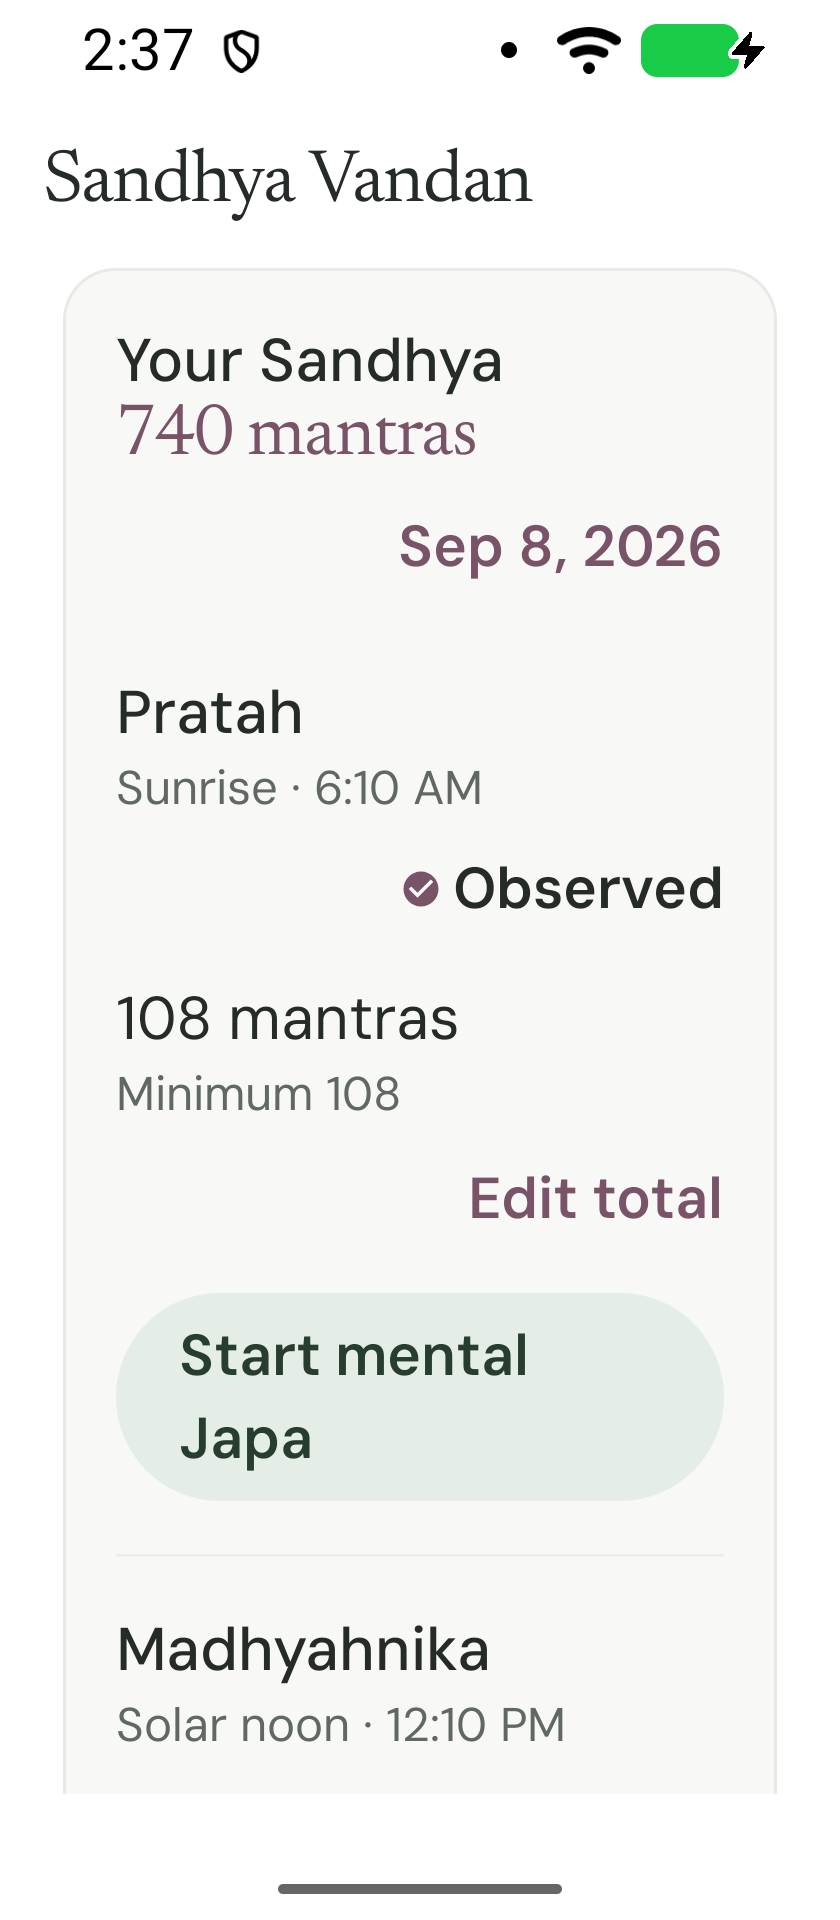 2:37
Sandhya Vandan
Your Sandhya
740 mantras
Sep 8, 2026
Pratah
Sunrise · 6:10 AM
Observed
108 mantras
Minimum 108
Edit total
Start mental
Japa
Madhyahnika
Solar noon · 12:10 PM